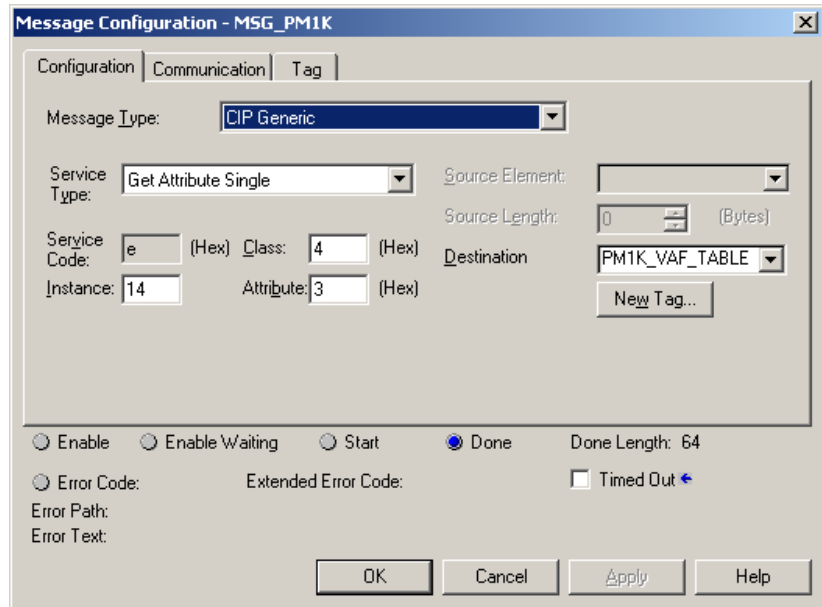 Message Configuration - MSG_PM1K
Configuration Communication Tag
Message Type: CIP Generic
Service Type: Get Attribute Single
Source Element:
Source Length: 0 (Bytes)
Service Code: e (Hex) Class: 4 (Hex)
Destination PM1K_VAF_TABLE
Instance: 14 Attribute: 3 (Hex)
New Tag...
Enable Enable Waiting Start Done Done Length: 64
Error Code: Extended Error Code: Timed Out
Error Path:
Error Text:
OK Cancel Apply Help